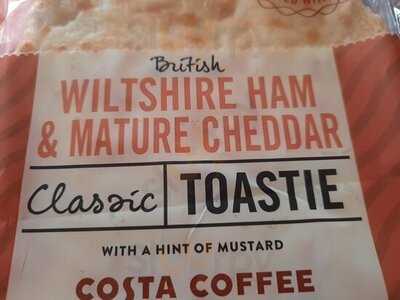 British
WILTSHIRE HAM
& MATURE CHEDDAR
Classic TOASTIE
WITH A HINT OF MUSTARD
COSTA COFFEE